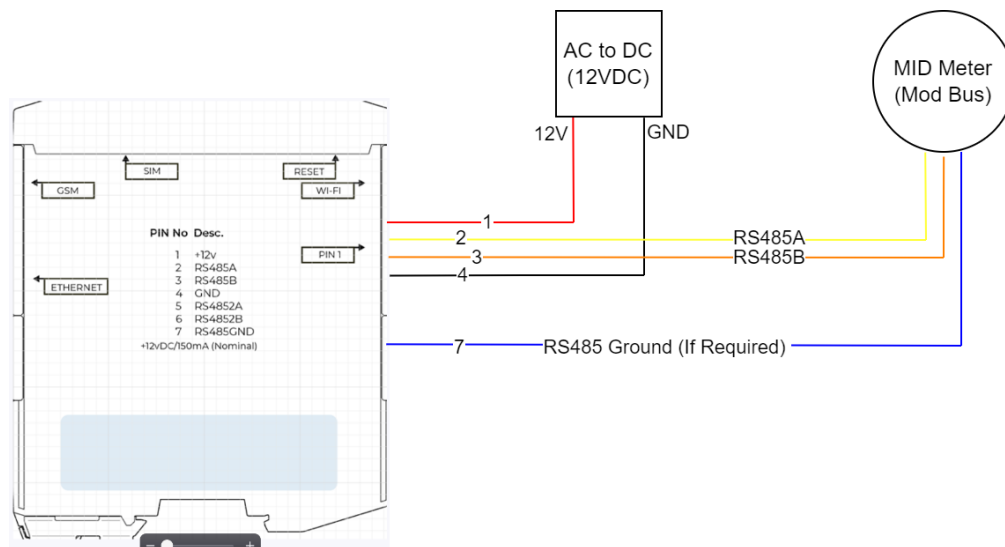 AC to DC
(12VDC)
MID Meter
(Mod Bus)
12V
GND
SIM
RESET
GSM
WI-FI
PIN No Desc.
1 +12v
2 RS485A
3 RS485B
4 GND
5 RS4852A
6 RS4852B
7 RS485GND
+12vDC/150mA (Nominal)
PIN 1
ETHERNET
1
2 RS485A
3 RS485B
4
7 RS485 Ground (If Required)
− +